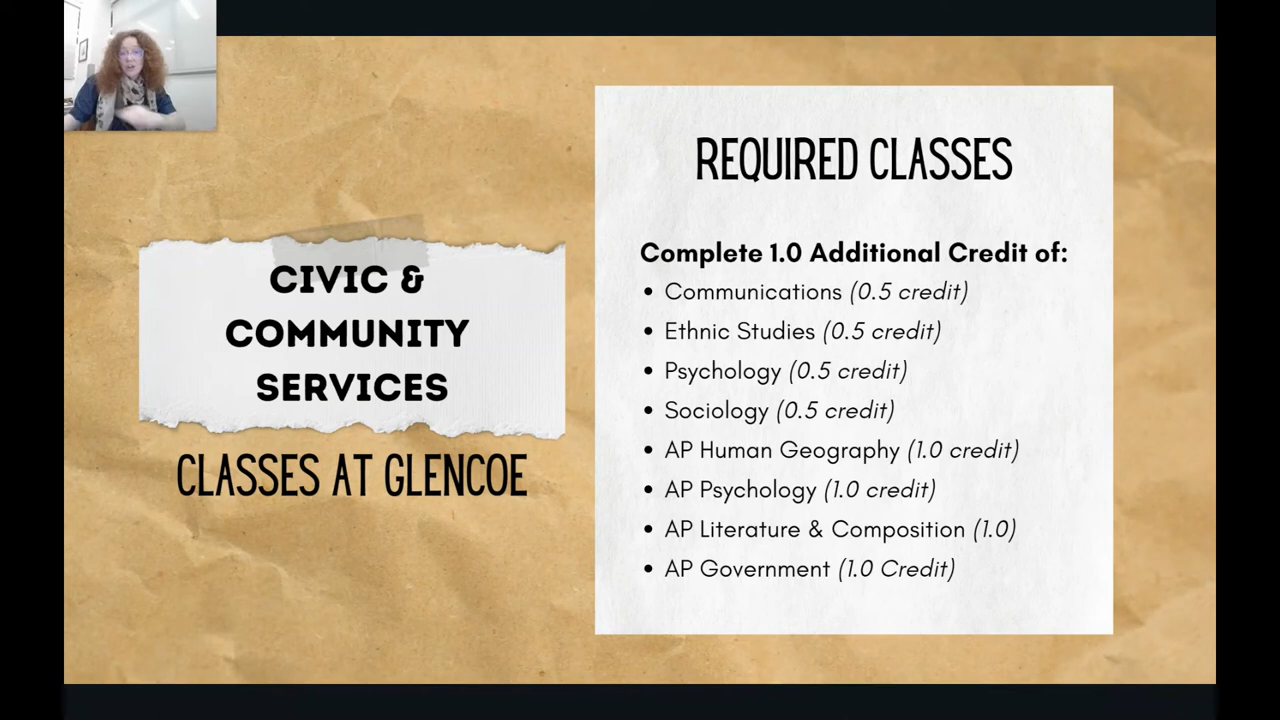 CIVIC &
COMMUNITY
SERVICES
CLASSES AT GLENCOE
REQUIRED CLASSES
Complete 1.0 Additional Credit of:
• Communications (0.5 credit)
• Ethnic Studies (0.5 credit)
• Psychology (0.5 credit)
• Sociology (0.5 credit)
• AP Human Geography (1.0 credit)
• AP Psychology (1.0 credit)
• AP Literature & Composition (1.0)
• AP Government (1.0 Credit)